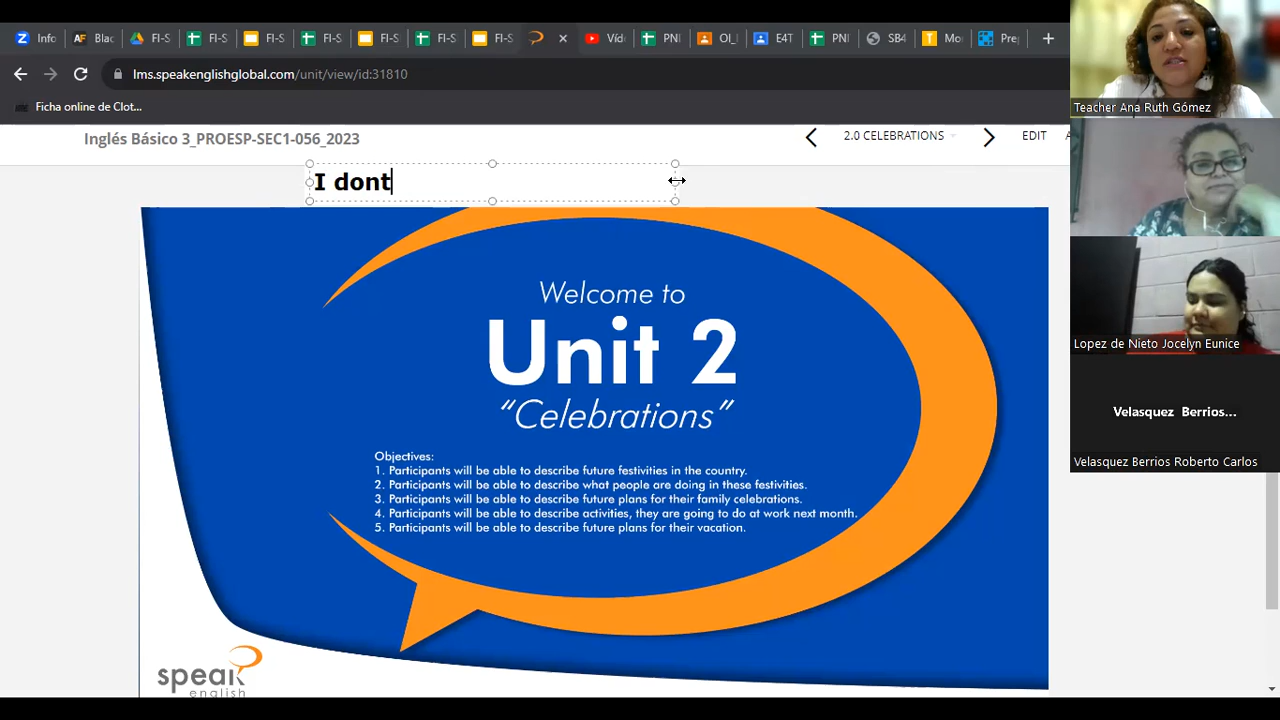 Info
Blac
FI-S
FI-S
FI-S
FI-S
FI-S
FI-S
FI-S
Víd
PNI
OI_I
E4T
PNI
SB4
Mo
Pre
lms.speakenglishglobal.com/unit/view/id:31810
Ficha online de Clot...
Inglés Básico 3_PROESP-SEC1-056_2023
2.0 CELEBRATIONS
EDIT
I dont
Welcome to
Unit 2
“Celebrations”
Objectives:
1. Participants will be able to describe future festivities in the country.
2. Participants will be able to describe what people are doing in these festivities.
3. Participants will be able to describe future plans for their family celebrations.
4. Participants will be able to describe activities, they are going to do at work next month.
5. Participants will be able to describe future plans for their vacation.
speak
english
Teacher Ana Ruth Gómez
Lopez de Nieto Jocelyn Eunice
Velasquez Berrios...
Velasquez Berrios Roberto Carlos